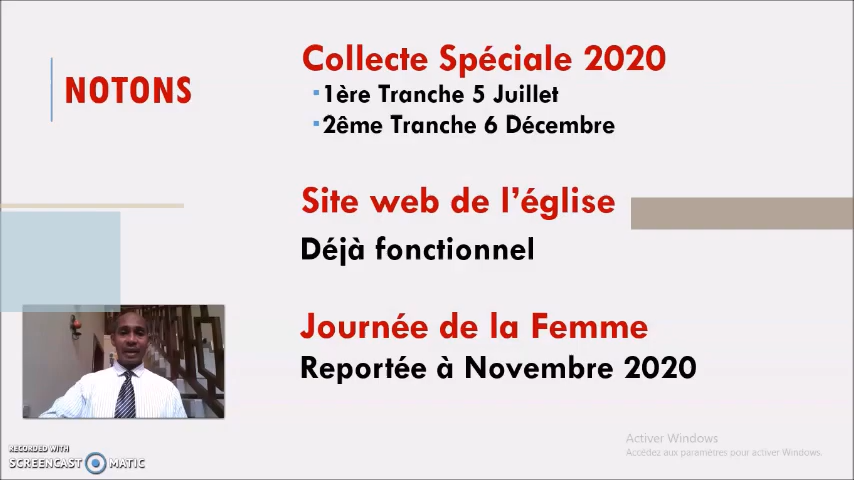 NOTONS
Collecte Spéciale 2020
1ère Tranche 5 Juillet
2ême Tranche 6 Décembre
Site web de l'église
Déjà fonctionnel
Journée de la Femme
Reportée à Novembre 2020
RECORDED WITH
SCREENCAST MATIC
Activer Windows
Accédez aux paramètres pour activer Windows.